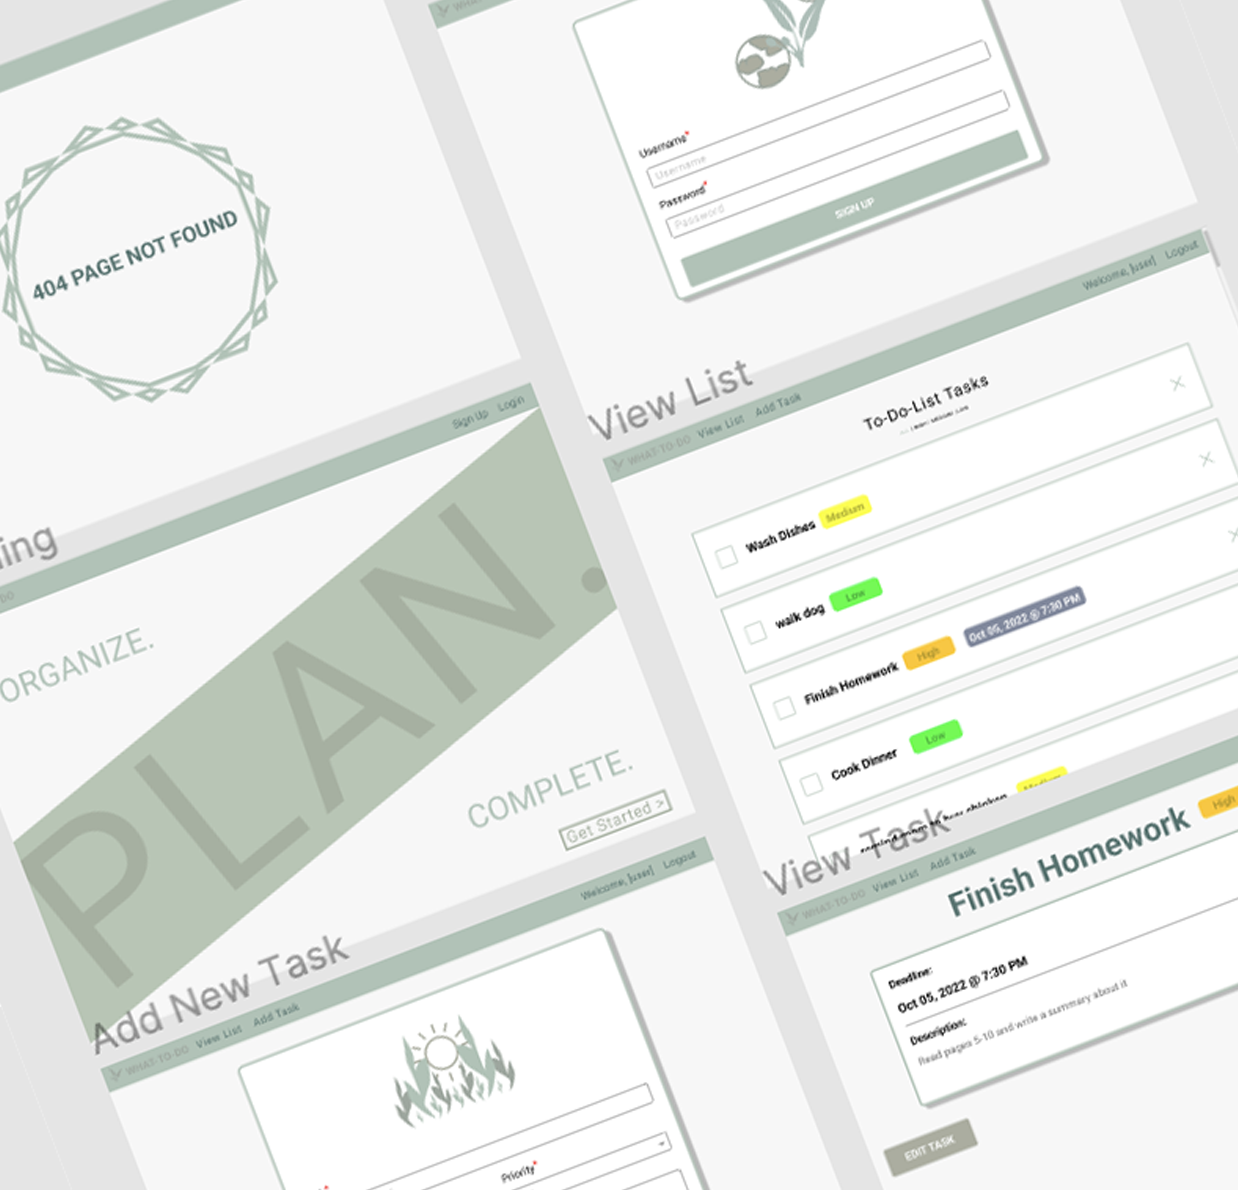 404 PAGE NOT FOUND
Username*
Username
Password*
Password
SIGN UP
View List
WHAT-TO-DO View List Add Task
Welcome, [user] Logout
To-Do-List Tasks
Wash Dishes Medium
walk dog Low
Finish Homework High Oct 05, 2022 @ 7:30 PM
Cook Dinner Low
Sign Up Login
ORGANIZE.
PLAN.
COMPLETE.
Get Started >
Add New Task
WHAT-TO-DO View List Add Task
Welcome, [user] Logout
Priority*
View Task
WHAT-TO-DO View List Add Task
Finish Homework High
Deadline:
Oct 05, 2022 @ 7:30 PM
Description:
Read pages 5-10 and write a summary about it
EDIT TASK